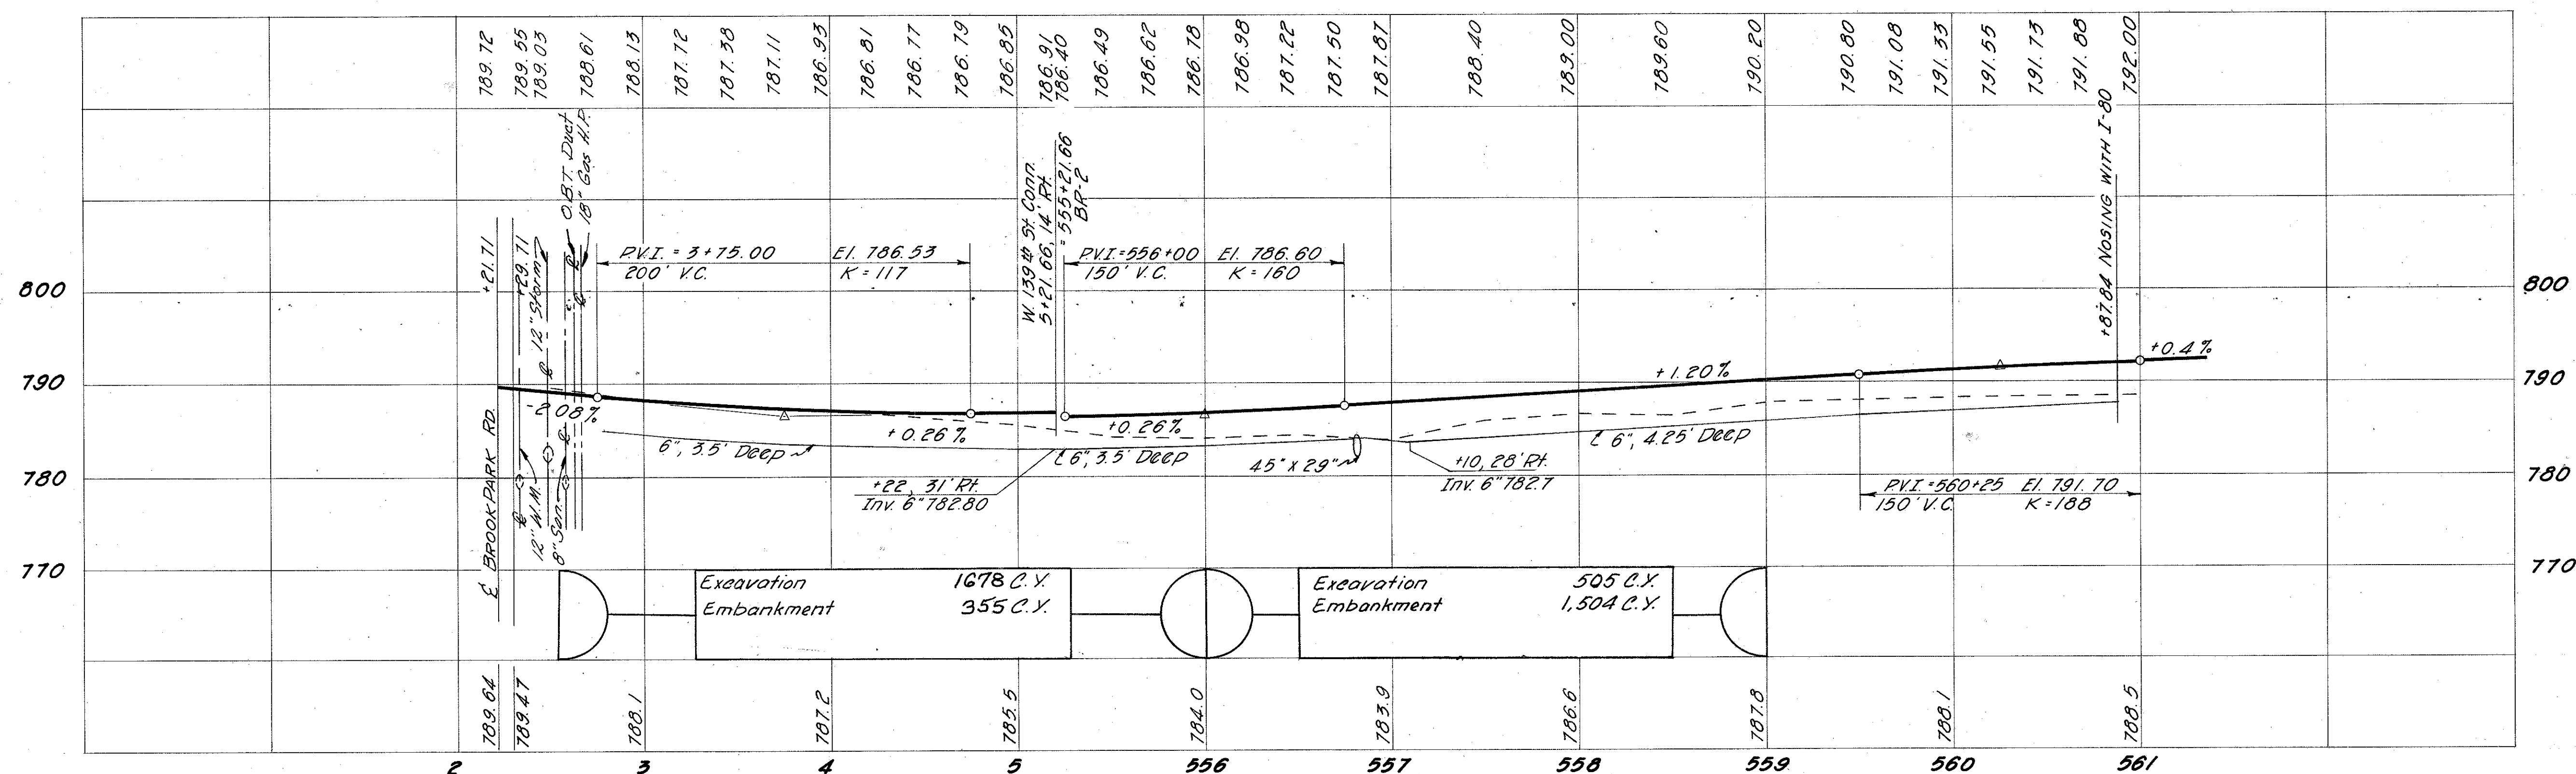 789.72
789.55
789.03
788.61
788.13
787.72
787.38
787.11
786.93
786.81
786.77
786.79
786.85
786.91
786.40
786.49
786.62
786.78
786.98
787.22
787.50
787.87
788.40
789.00
789.60
790.20
790.80
791.08
791.33
791.55
791.73
791.88
792.00
O.B.T. Duct
18" Gas H.P.
12" Storm
+21.71
+29.71
W. 139th St. Conn.
5+21.66, 14' Rt.
= 555+21.66
BR-2
+87.84 NOSING WITH I-80
P.V.I. = 3+75.00 El. 786.53
200' V.C. K = 117
P.V.I.=556+00 El. 786.60
150' V.C. K = 160
800
800
790
790
-2.08%
+0.26%
+0.26%
+1.20%
+0.4%
6", 3.5' Deep
6", 3.5' Deep
6", 4.25' Deep
45" X 29"
+10, 28' Rt.
Inv. 6" 782.7
+22, 31' Rt.
Inv. 6" 782.80
P.V.I.=560+25 El. 791.70
150' V.C. K=188
780
780
℄ BROOKPARK RD.
12" W.M.
8" San.
770
770
Excavation 1678 C.Y.
Embankment 355 C.Y.
Excavation 505 C.Y.
Embankment 1,504 C.Y.
789.64
789.47
788.1
787.2
785.5
784.0
783.9
786.6
787.8
788.1
788.5
2 3 4 5 556 557 558 559 560 561